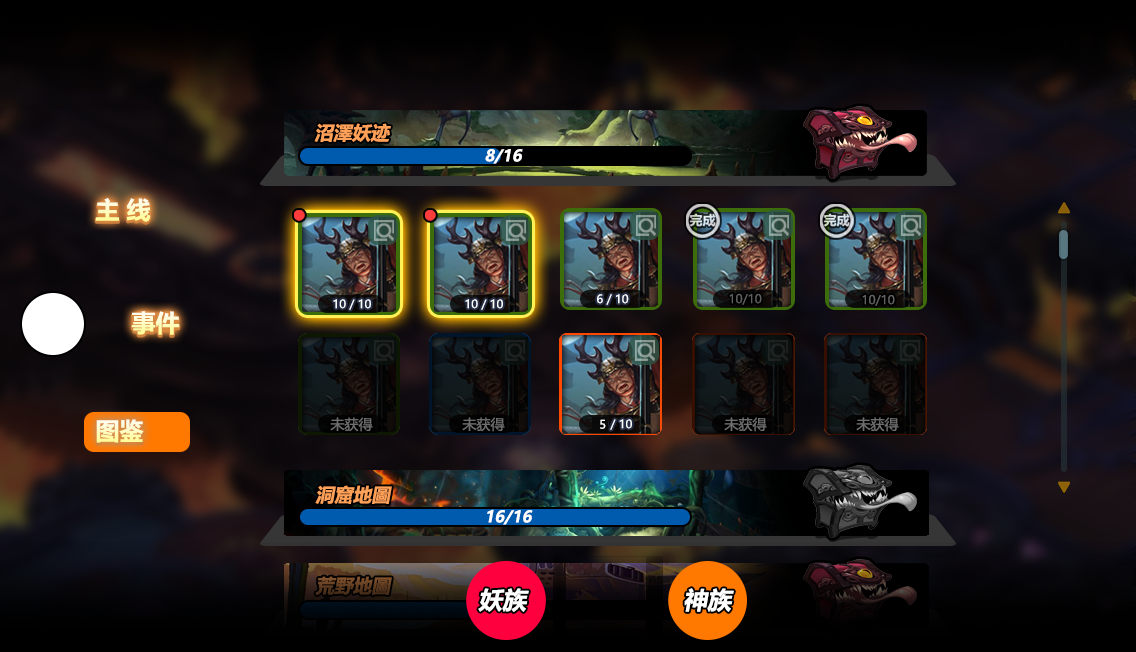 沼澤妖迹
8/16
主线
事件
图鉴
10 / 10
10 / 10
6 / 10
完成
10/10
完成
10/10
未获得
未获得
5 / 10
未获得
未获得
洞窟地圖
16/16
荒野地圖
妖族
神族